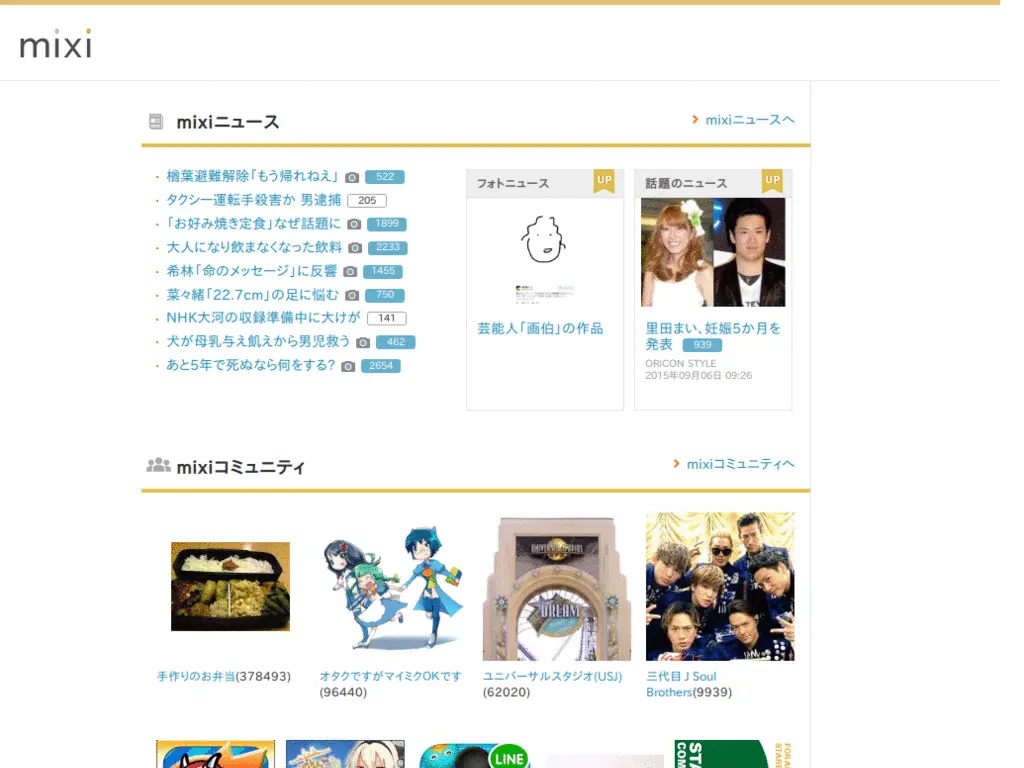 mixi
mixiニュース
mixiニュースへ
楢葉避難解除「もう帰れねえ」 522
タクシー運転手殺害か 男逮捕 205
「お好み焼き定食」なぜ話題に 1899
大人になり飲まなくなった飲料 2233
希林「命のメッセージ」に反響 1455
菜々緒「22.7cm」の足に悩む 750
NHK大河の収録準備中に大けが 141
犬が母乳与え飢えから男児救う 462
あと5年で死ぬなら何をする? 2654
フォトニュース UP
芸能人「画伯」の作品
話題のニュース UP
里田まい、妊娠5か月を
発表 939
ORICON STYLE
2015年09月06日 09:26
mixiコミュニティ
mixiコミュニティへ
手作りのお弁当(378493)
オタクですがマイミクOKです
(96440)
UNIVERSAL STUDIOS
DREAM
ユニバーサルスタジオ(USJ)
(62020)
三代目 J Soul
Brothers(9939)
LINE